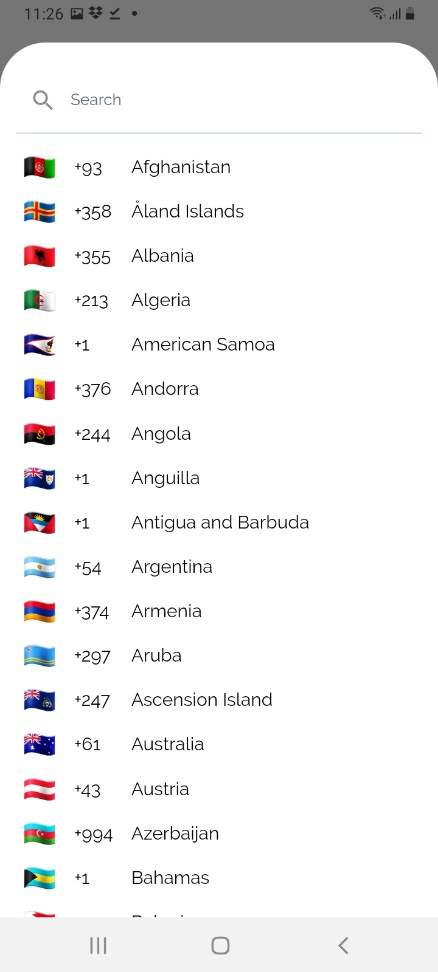 11:26
Search
+93 Afghanistan
+358 Åland Islands
+355 Albania
+213 Algeria
+1 American Samoa
+376 Andorra
+244 Angola
+1 Anguilla
+1 Antigua and Barbuda
+54 Argentina
+374 Armenia
+297 Aruba
+247 Ascension Island
+61 Australia
+43 Austria
+994 Azerbaijan
+1 Bahamas